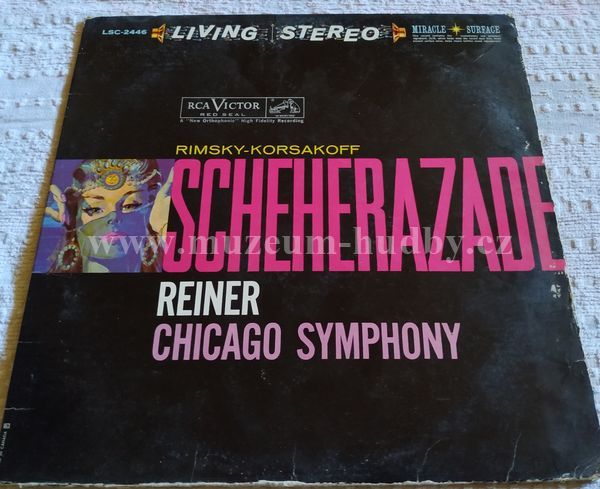 LSC-2446 LIVING STEREO MIRACLE SURFACE
RCA VICTOR
RED SEAL
A "New Orthophonic" High Fidelity Recording
RIMSKY-KORSAKOFF
SCHEHERAZADE
www.muzeum-hudby.cz
REINER
CHICAGO SYMPHONY